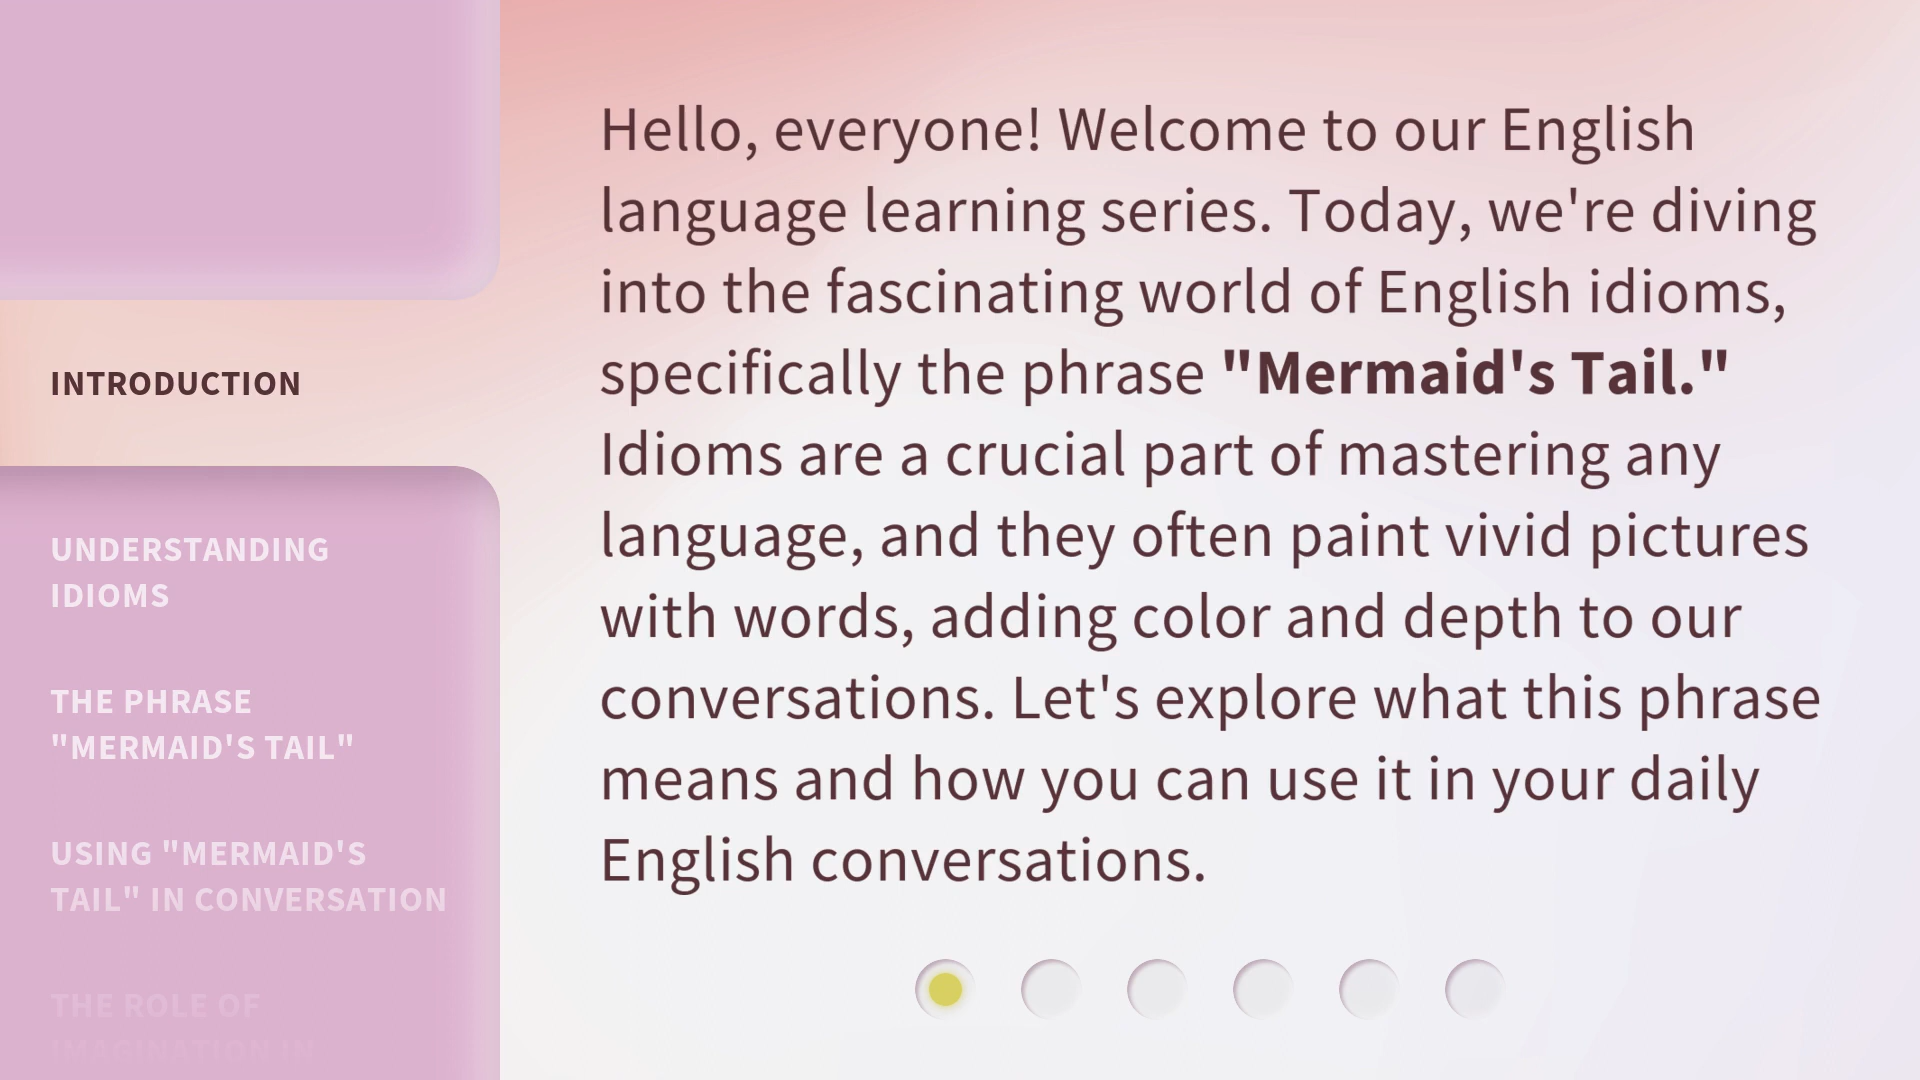 INTRODUCTION
UNDERSTANDING
IDIOMS
THE PHRASE
"MERMAID'S TAIL"
USING "MERMAID'S
TAIL" IN CONVERSATION
THE ROLE OF
IMAGINATION IN
Hello, everyone! Welcome to our English
language learning series. Today, we're diving
into the fascinating world of English idioms,
specifically the phrase "Mermaid's Tail."
Idioms are a crucial part of mastering any
language, and they often paint vivid pictures
with words, adding color and depth to our
conversations. Let's explore what this phrase
means and how you can use it in your daily
English conversations.